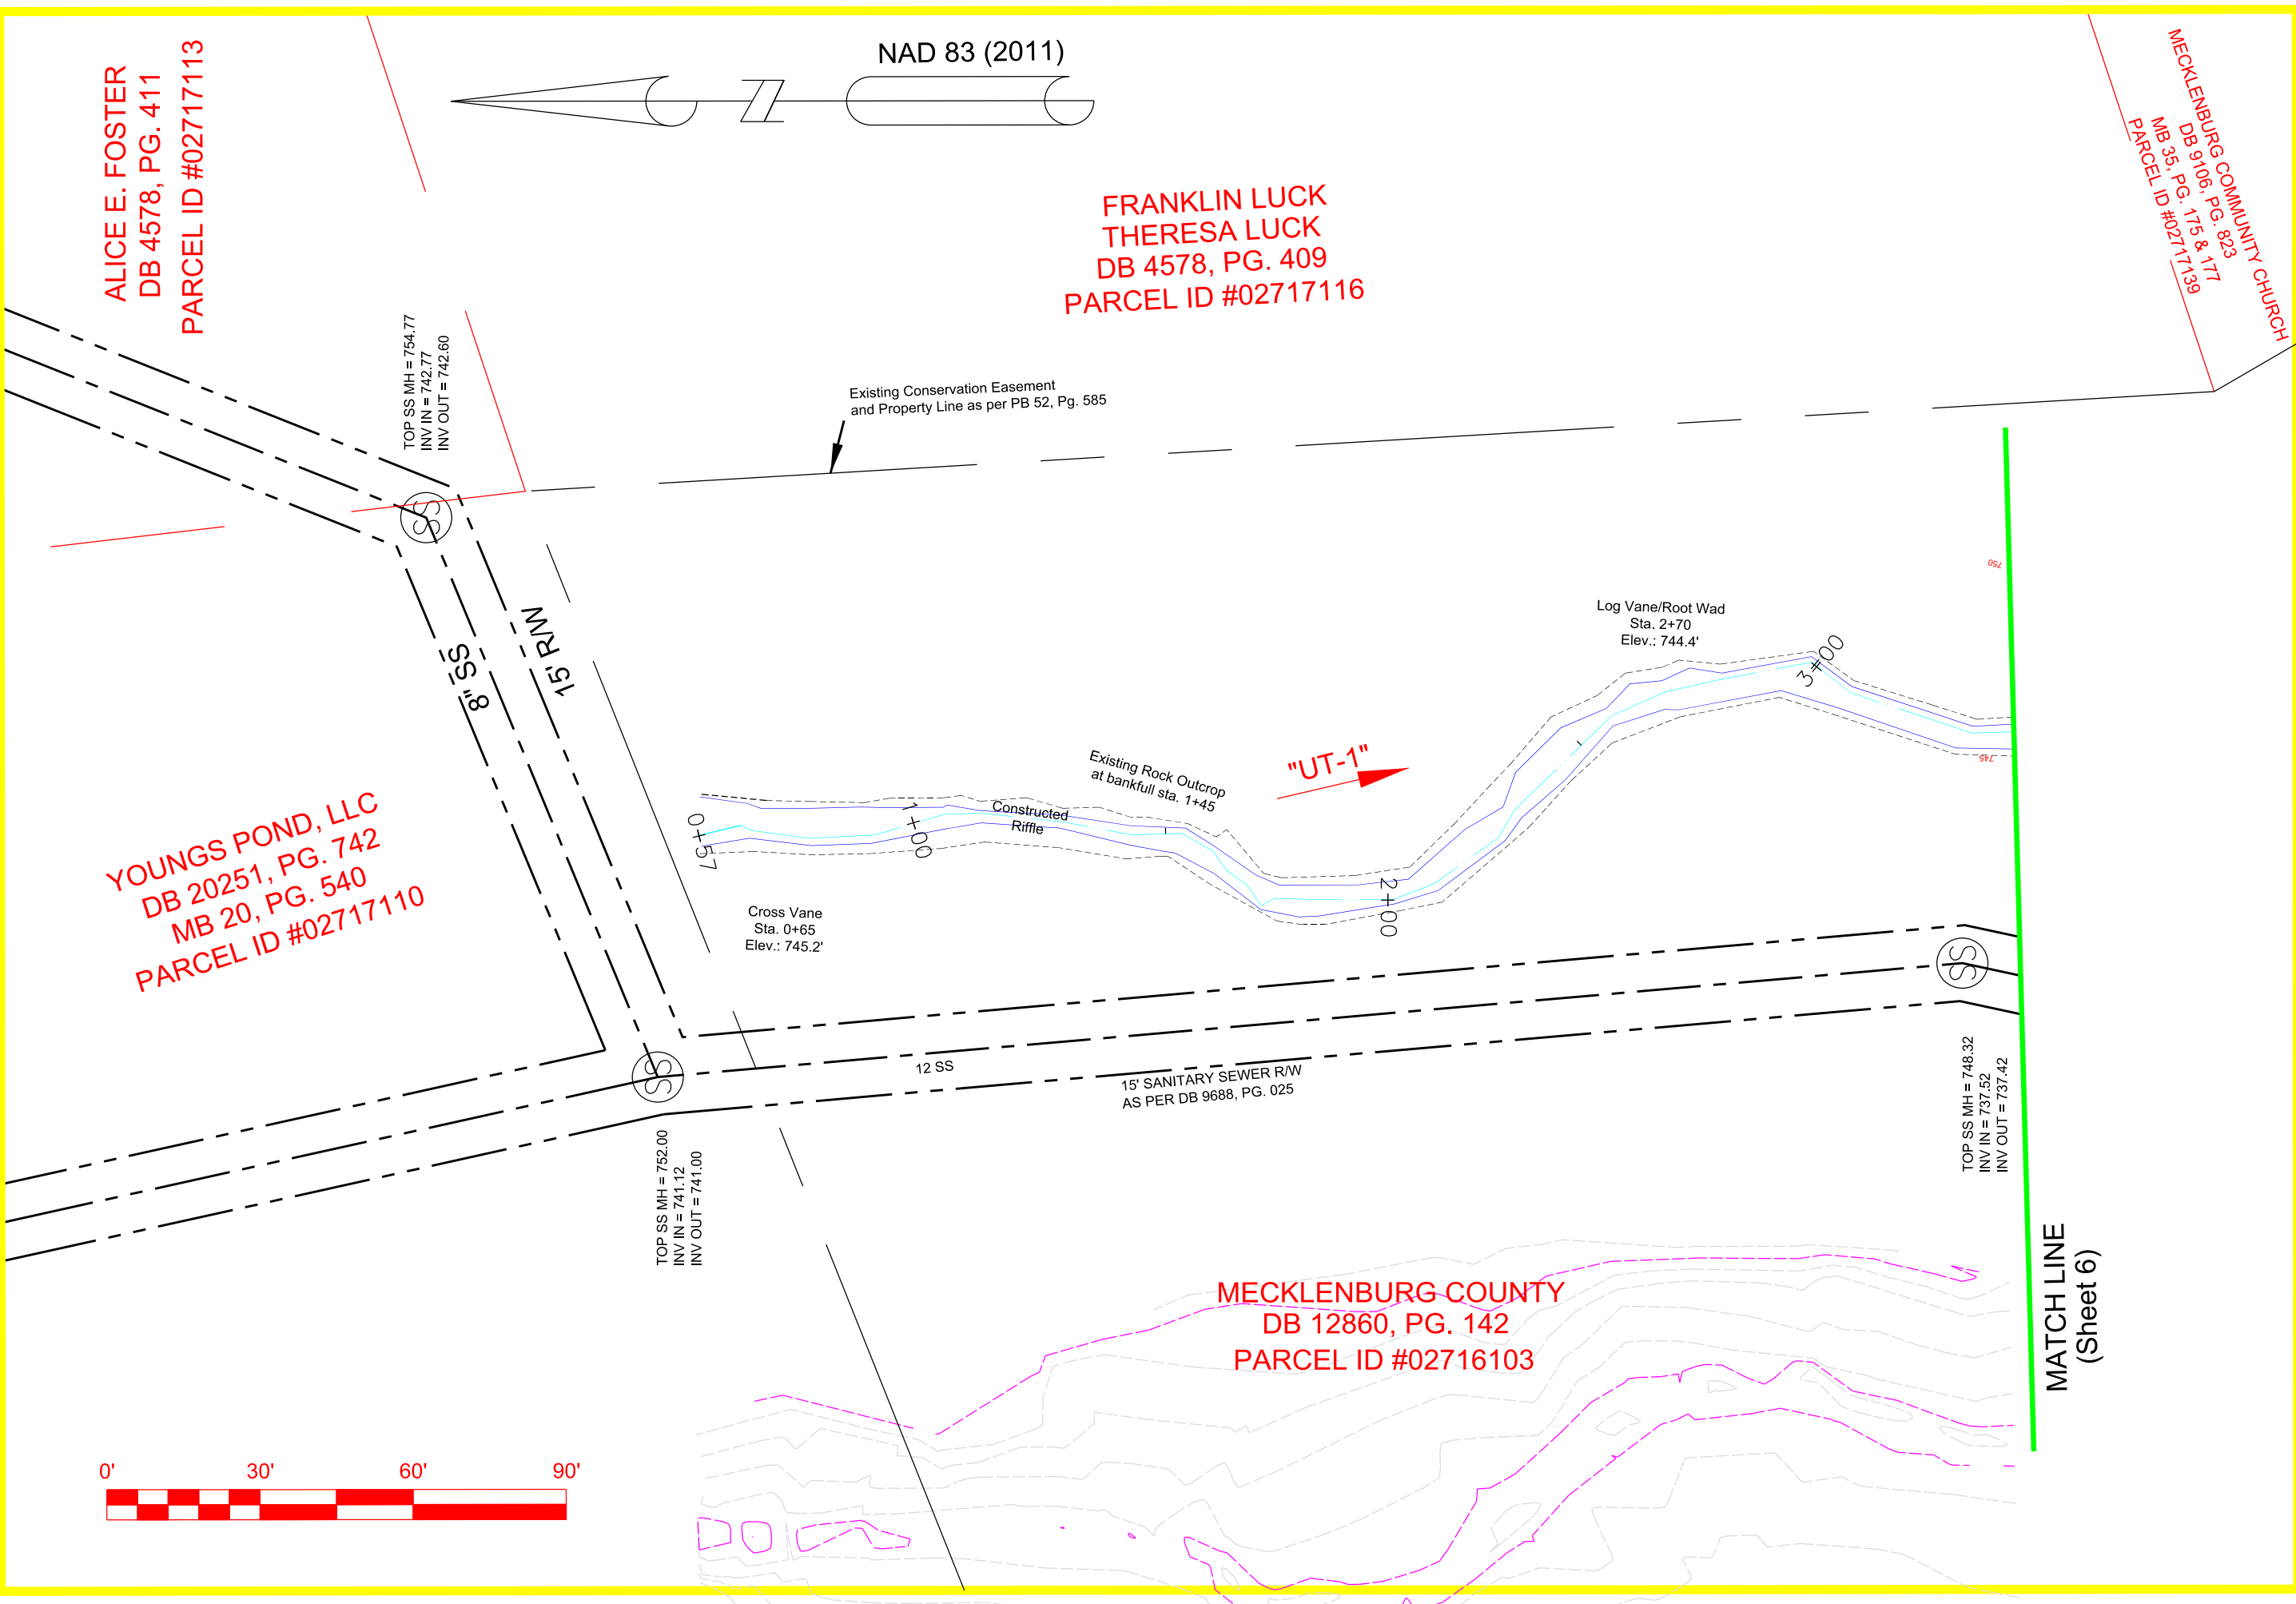 NAD 83 (2011)
N
ALICE E. FOSTER
DB 4578, PG. 411
PARCEL ID #02717113
FRANKLIN LUCK
THERESA LUCK
DB 4578, PG. 409
PARCEL ID #02717116
MECKLENBURG COMMUNITY CHURCH
DB 9106, PG. 823
MB 35, PG. 175 & 177
PARCEL ID #02717139
TOP SS MH = 754.77
INV IN = 742.77
INV OUT = 742.60
Existing Conservation Easement
and Property Line as per PB 52, Pg. 585
SS
8" SS
15' R/W
750
Log Vane/Root Wad
Sta. 2+70
Elev.: 744.4'
3+00
745
"UT-1"
Existing Rock Outcrop
at bankfull sta. 1+45
Constructed
Riffle
0+57
1+00
2+00
YOUNGS POND, LLC
DB 20251, PG. 742
MB 20, PG. 540
PARCEL ID #02717110
Cross Vane
Sta. 0+65
Elev.: 745.2'
SS
SS
12 SS
15' SANITARY SEWER R/W
AS PER DB 9688, PG. 025
TOP SS MH = 752.00
INV IN = 741.12
INV OUT = 741.00
TOP SS MH = 748.32
INV IN = 737.52
INV OUT = 737.42
MECKLENBURG COUNTY
DB 12860, PG. 142
PARCEL ID #02716103
MATCH LINE
(Sheet 6)
0' 30' 60' 90'